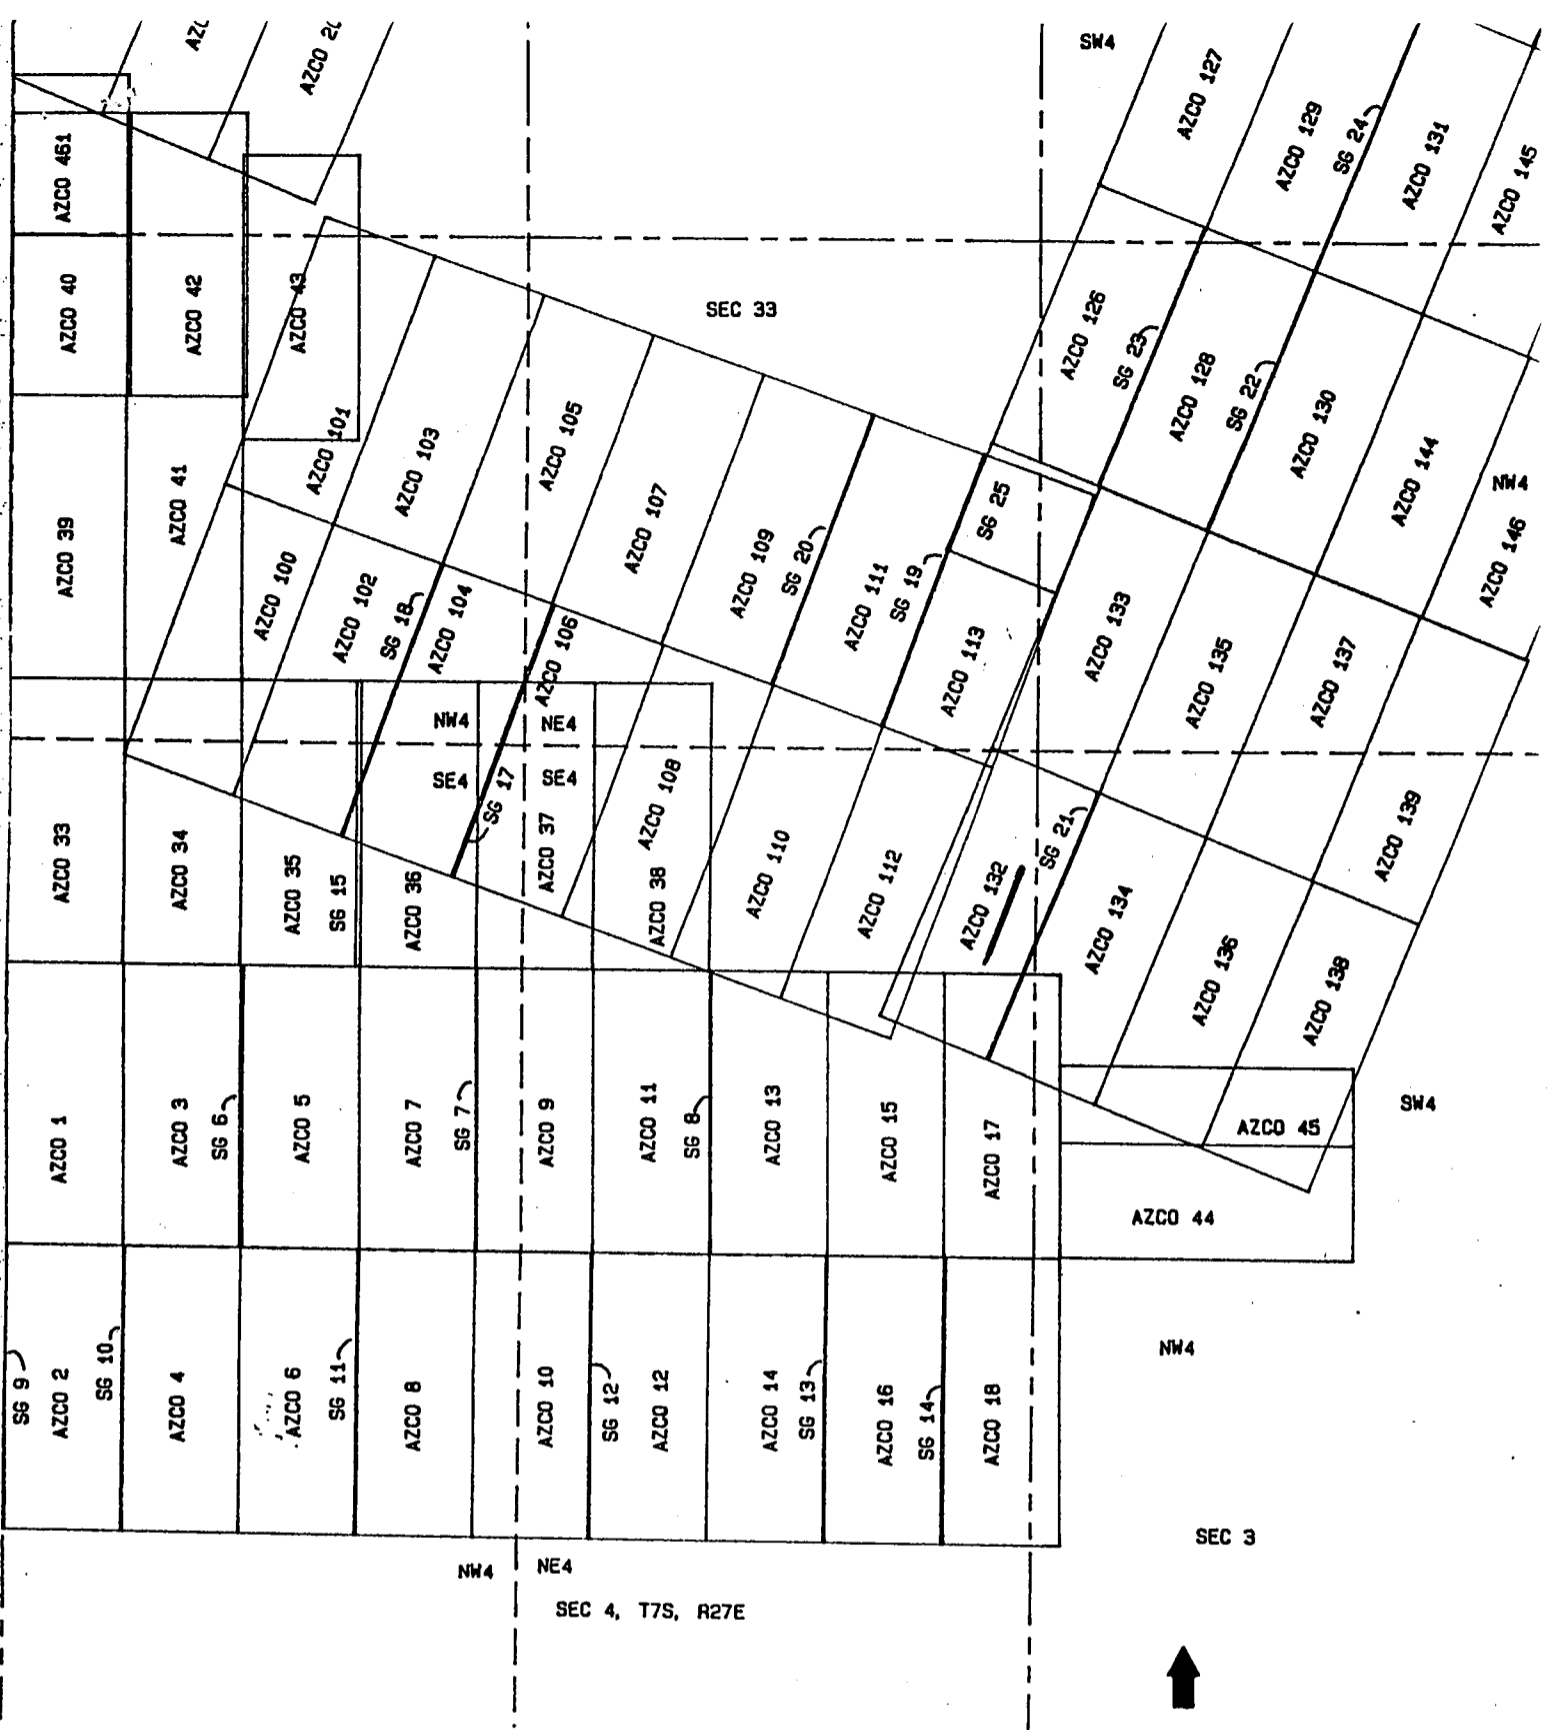 AZCO 20
SW4
AZCO 127
AZCO 129
SG 24
AZCO 131
AZCO 145
AZCO 461
AZCO 40
AZCO 42
AZCO 43
SEC 33
AZCO 126
SG 23
AZCO 128
SG 22
AZCO 130
AZCO 144
NW4
AZCO 146
AZCO 39
AZCO 41
AZCO 101
AZCO 103
AZCO 105
AZCO 107
AZCO 109
SG 20
AZCO 111
SG 19
SG 25
AZCO 113
AZCO 133
AZCO 135
AZCO 137
AZCO 100
AZCO 102
SG 18
AZCO 104
AZCO 106
NW4
NE4
SE4
SE4
SG 17
AZCO 108
AZCO 110
AZCO 112
AZCO 132
SG 21
AZCO 134
AZCO 136
AZCO 138
AZCO 139
AZCO 33
AZCO 34
AZCO 35
SG 15
AZCO 36
AZCO 37
AZCO 38
AZCO 1
AZCO 3
SG 6
AZCO 5
AZCO 7
SG 7
AZCO 9
AZCO 11
SG 8
AZCO 13
AZCO 15
AZCO 17
AZCO 45
SW4
AZCO 44
SG 9
AZCO 2
SG 10
AZCO 4
AZCO 6
SG 11
AZCO 8
AZCO 10
SG 12
AZCO 12
AZCO 14
SG 13
AZCO 16
SG 14
AZCO 18
NW4
SEC 3
NW4
NE4
SEC 4, T7S, R27E